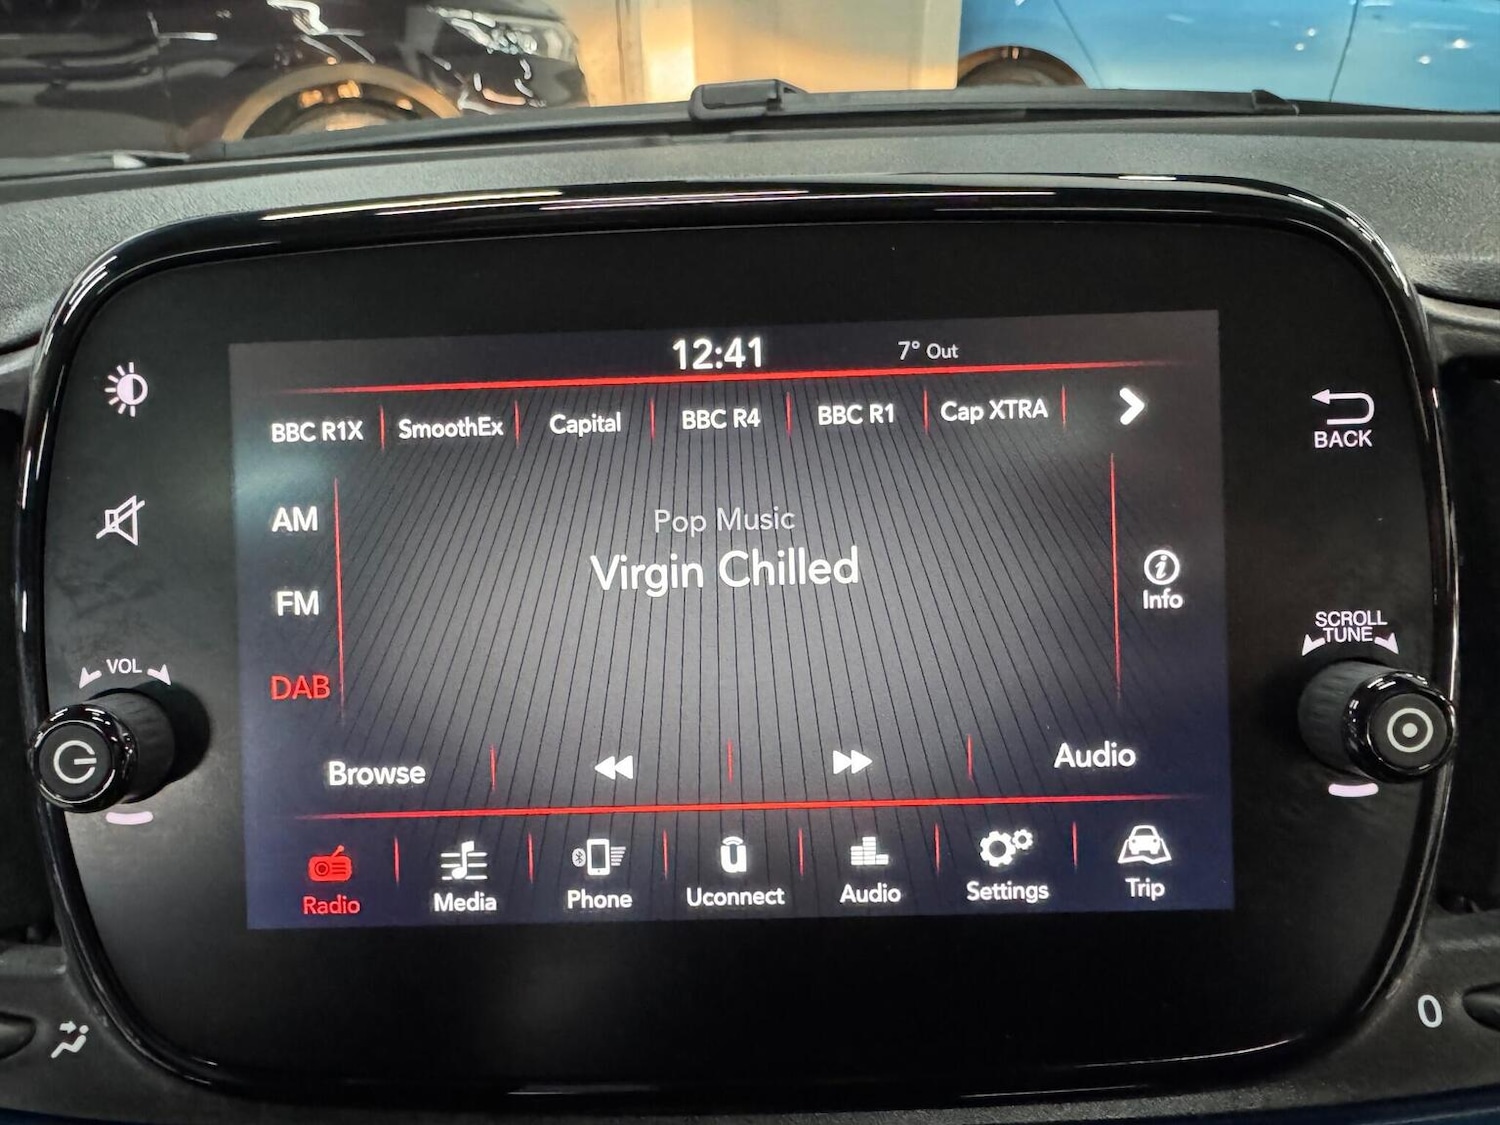 12:41 7° Out
BBC R1X SmoothEx Capital BBC R4 BBC R1 Cap XTRA
BACK
AM
Pop Music
Virgin Chilled
FM
Info
SCROLL
TUNE
VOL
DAB
Browse Audio
Radio Media Phone Uconnect Audio Settings Trip
0